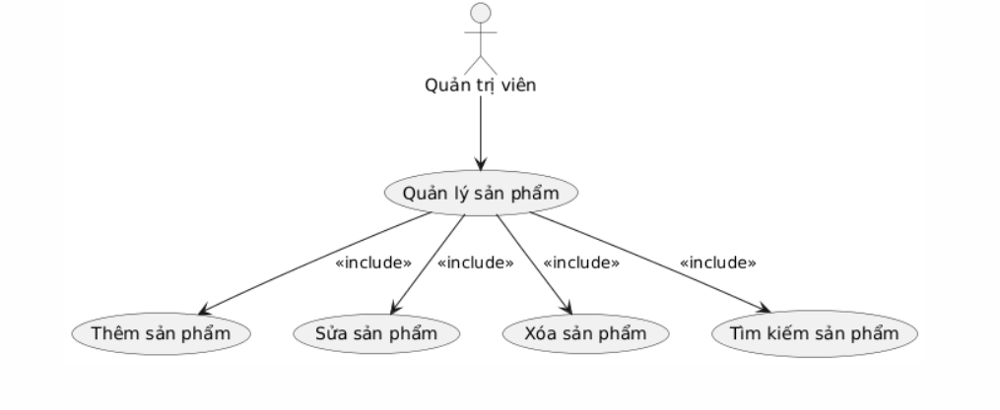 Quản trị viên
Quản lý sản phẩm
«include»
«include»
«include»
«include»
Thêm sản phẩm
Sửa sản phẩm
Xóa sản phẩm
Tìm kiếm sản phẩm